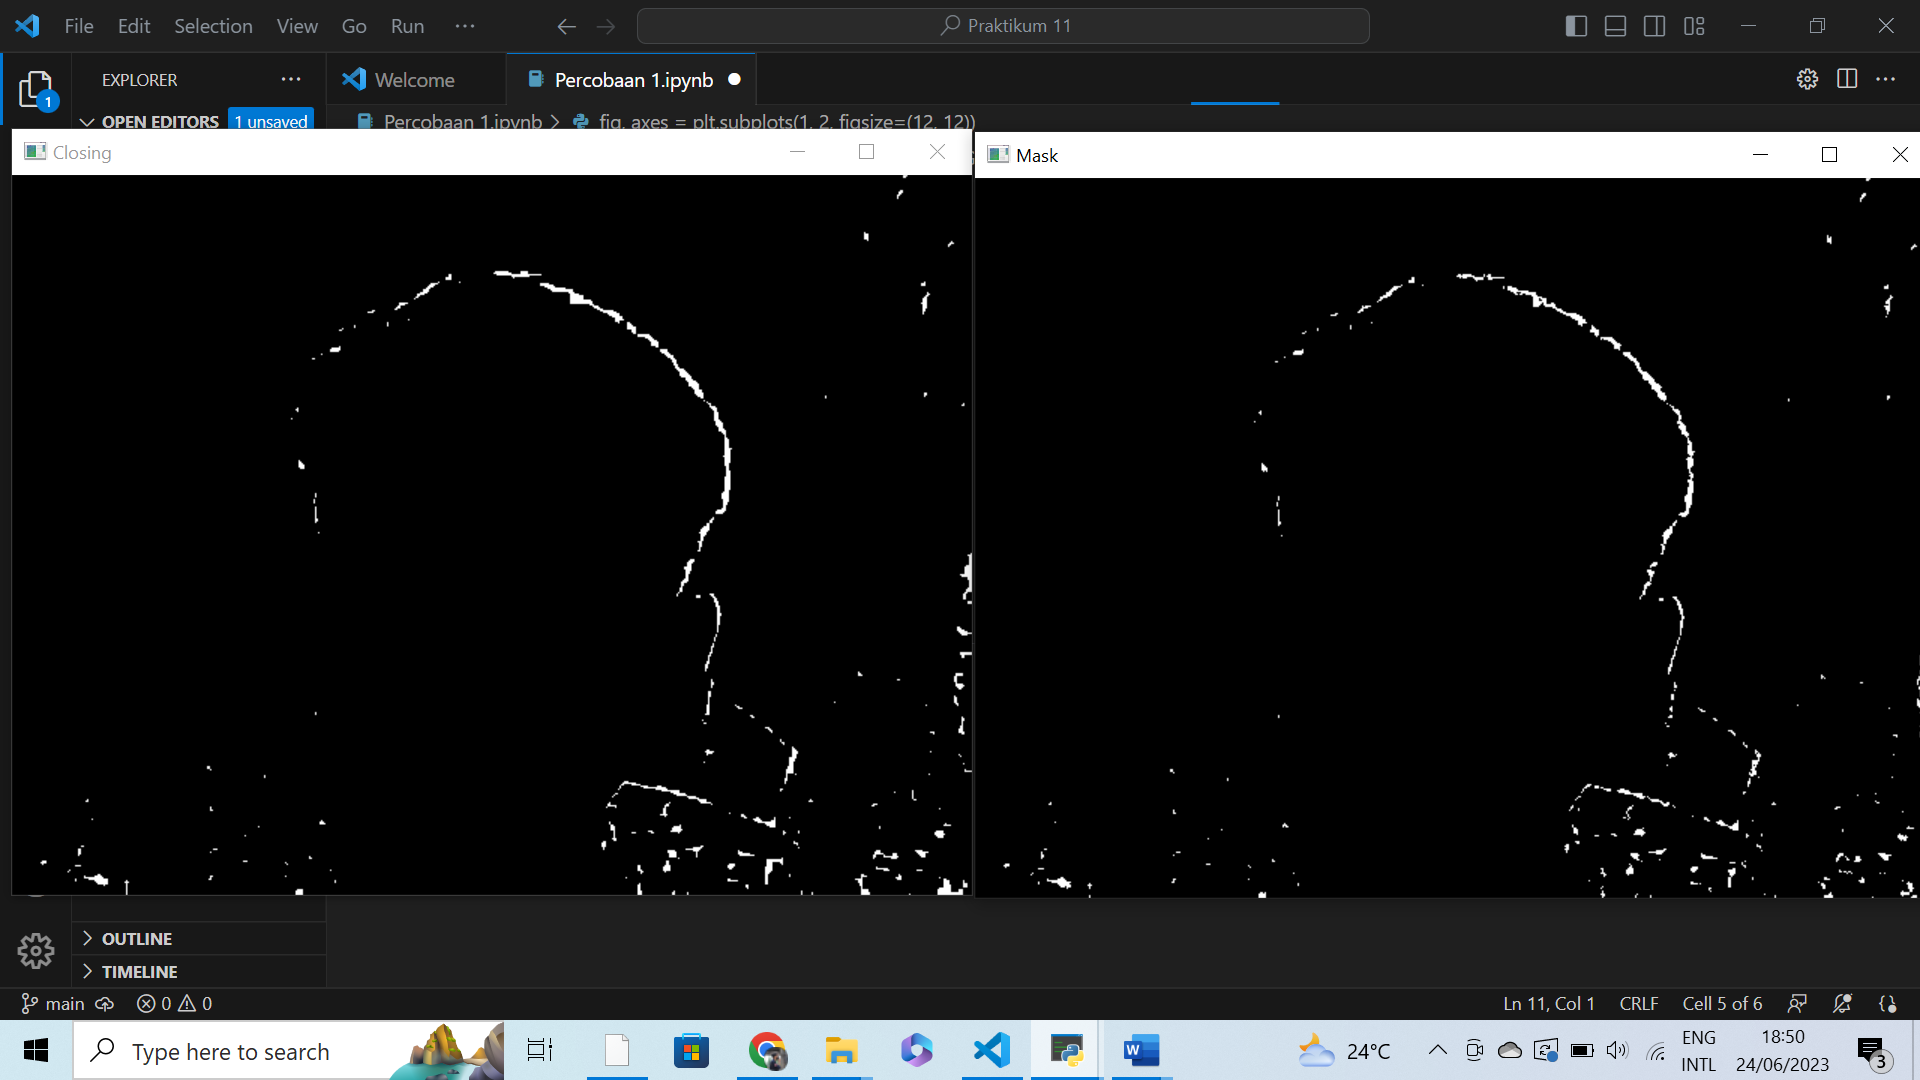 File Edit Selection View Go Run ···
Praktikum 11
EXPLORER
Welcome
Percobaan 1.ipynb
1
OPEN EDITORS
1 unsaved
Percobaan 1.ipynb > fig, axes = plt.subplots(1, 2, figsize=(12, 12))
Closing
Mask
OUTLINE
TIMELINE
main
0 0
Ln 11, Col 1
CRLF
Cell 5 of 6
Type here to search
W
24°C
ENG
INTL
18:50
24/06/2023
3